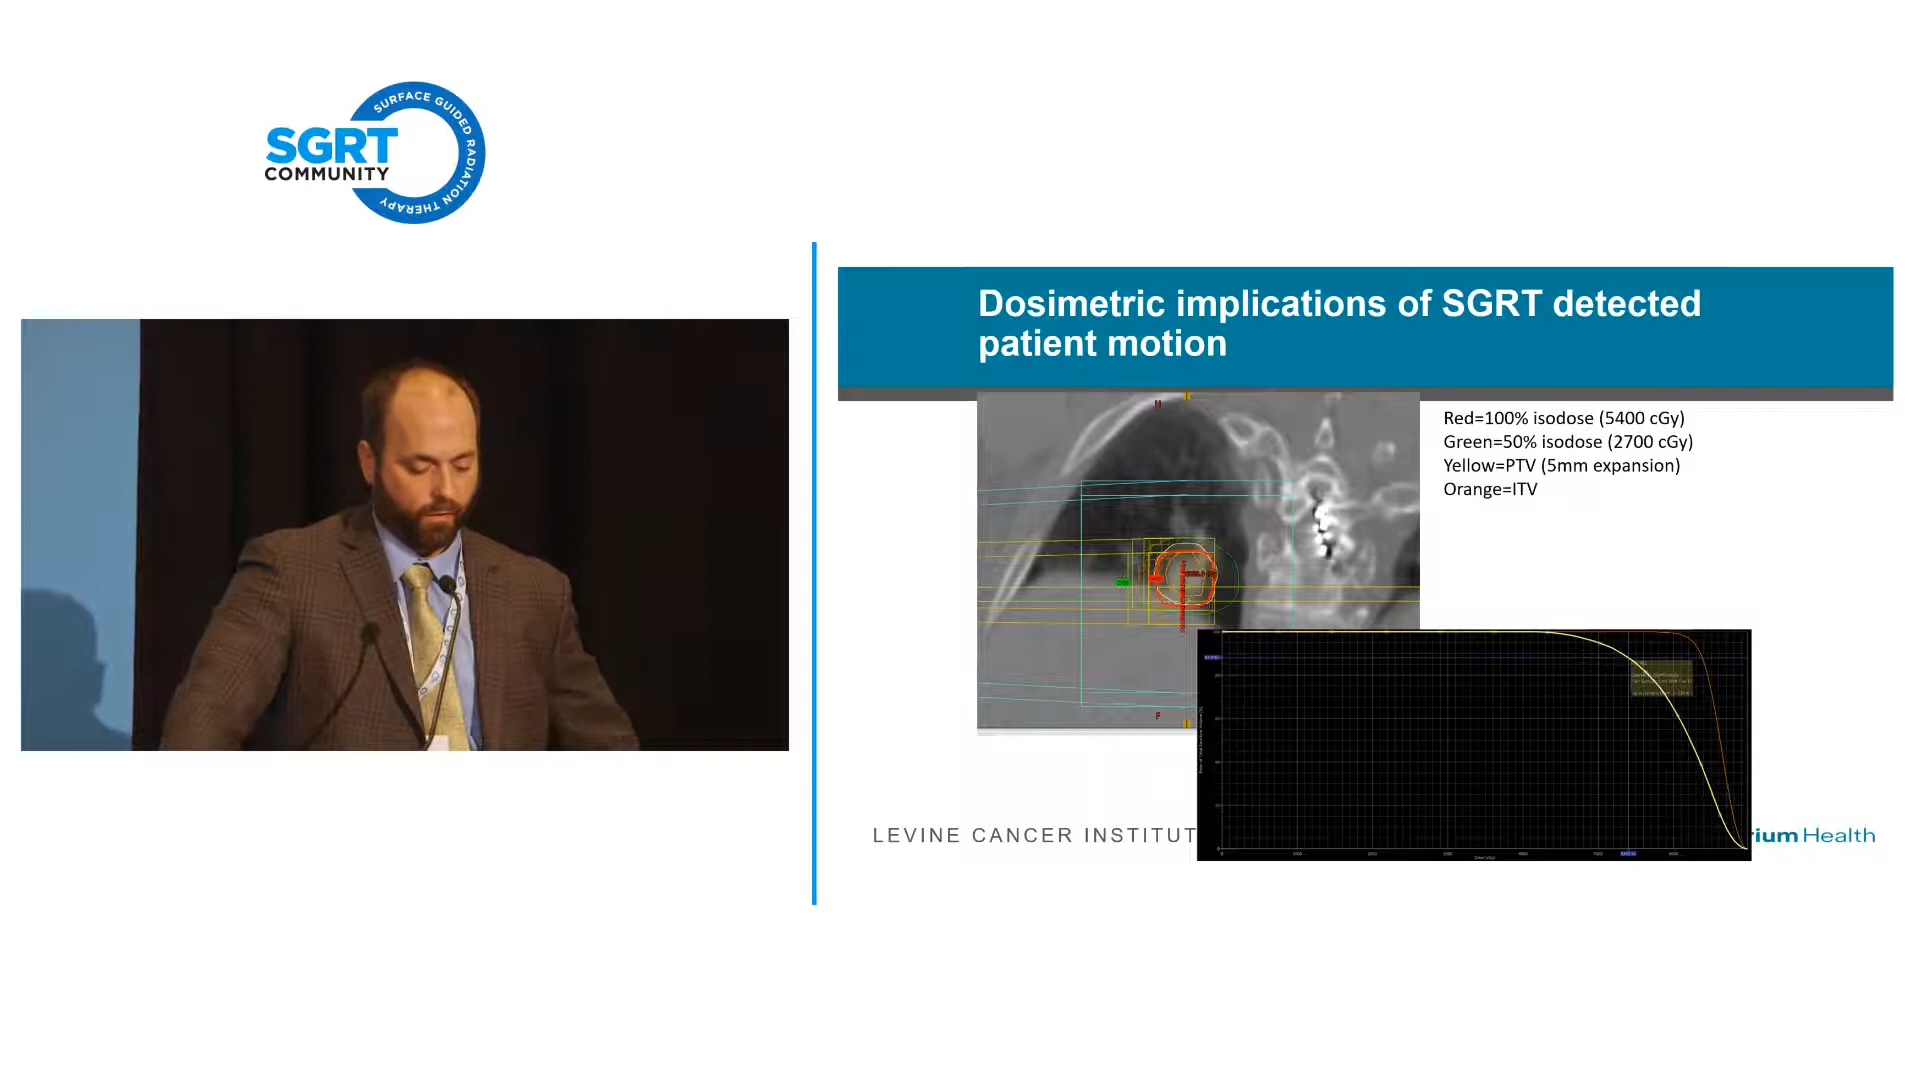 SURFACE GUIDED RADIATION THERAPY
SGRT
COMMUNITY
Dosimetric implications of SGRT detected
patient motion
Red=100% isodose (5400 cGy)
Green=50% isodose (2700 cGy)
Yellow=PTV (5mm expansion)
Orange=ITV
H
F
LEVINE CANCER INSTITUT
ium Health